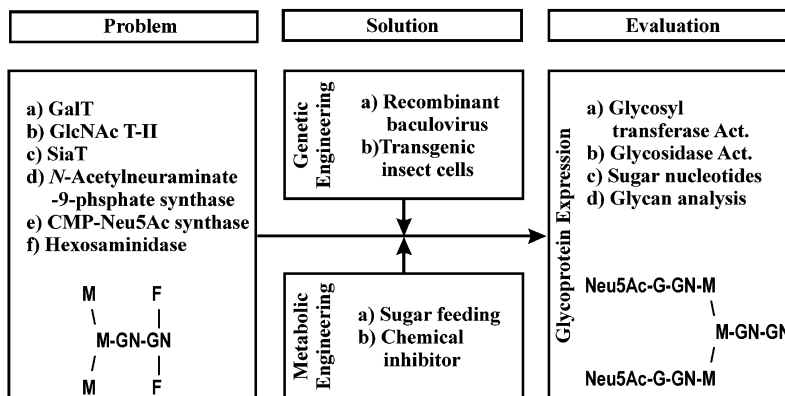 Problem
Solution
Evaluation
a) GalT
b) GlcNAc T-II
c) SiaT
d) N-Acetylneuraminate
-9-phsphate synthase
e) CMP-Neu5Ac synthase
f) Hexosaminidase
M F
M-GN-GN
M F
Genetic
Engineering
a) Recombinant
baculovirus
b)Transgenic
insect cells
Metabolic
Engineering
a) Sugar feeding
b) Chemical
inhibitor
Glycoprotein Expression
a) Glycosyl
transferase Act.
b) Glycosidase Act.
c) Sugar nucleotides
d) Glycan analysis
Neu5Ac-G-GN-M
M-GN-GN
Neu5Ac-G-GN-M